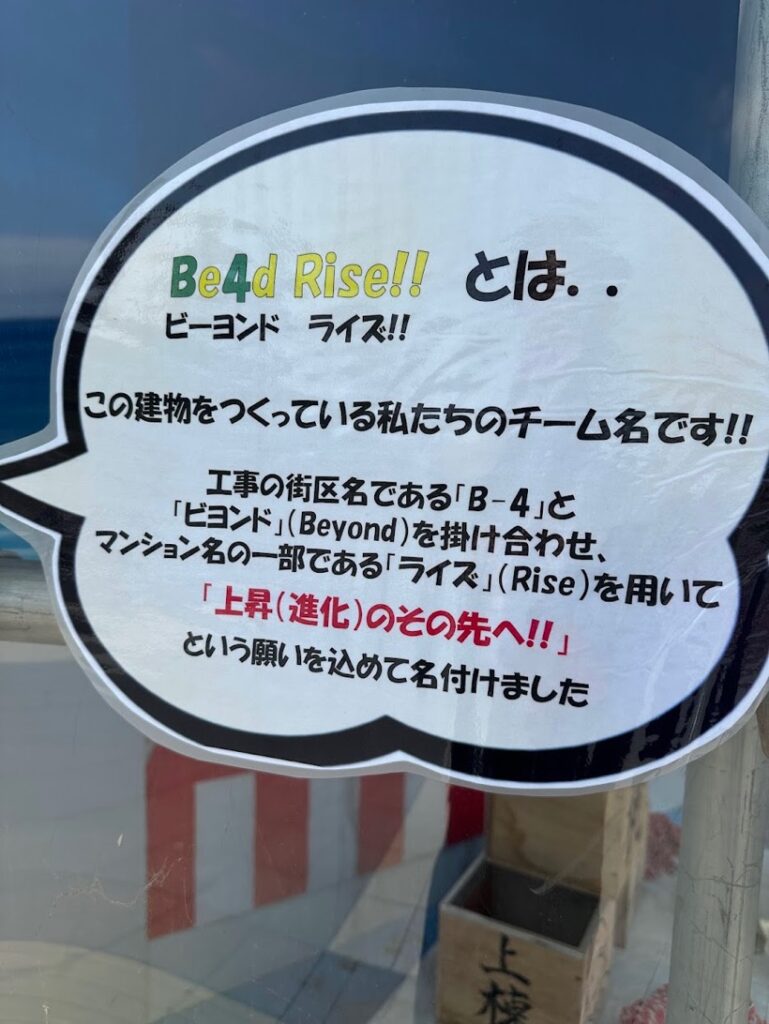 Be4d Rise!! とは．．
ビーヨンド ライズ!!
この建物をつくっている私たちのチーム名です!!
工事の街区名である「B-4」と
「ビヨンド」(Beyond)を掛け合わせ、
マンション名の一部である「ライズ」(Rise)を用いて
「上昇(進化)のその先へ!!」
という願いを込めて名付けました
上棟